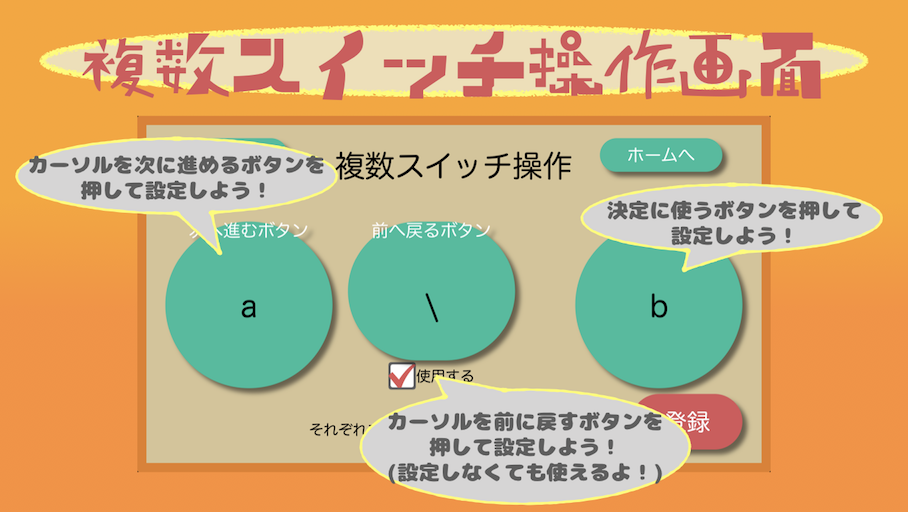 複数スイッチ操作画面
カーソルを次に進めるボタンを
押して設定しよう！
複数スイッチ操作
ホームへ
決定に使うボタンを押して
設定しよう！
へ進むボタン
前へ戻るボタン
a
\
b
使用する
それぞれ
登録
カーソルを前に戻すボタンを
押して設定しよう！
(設定しなくても使えるよ！)